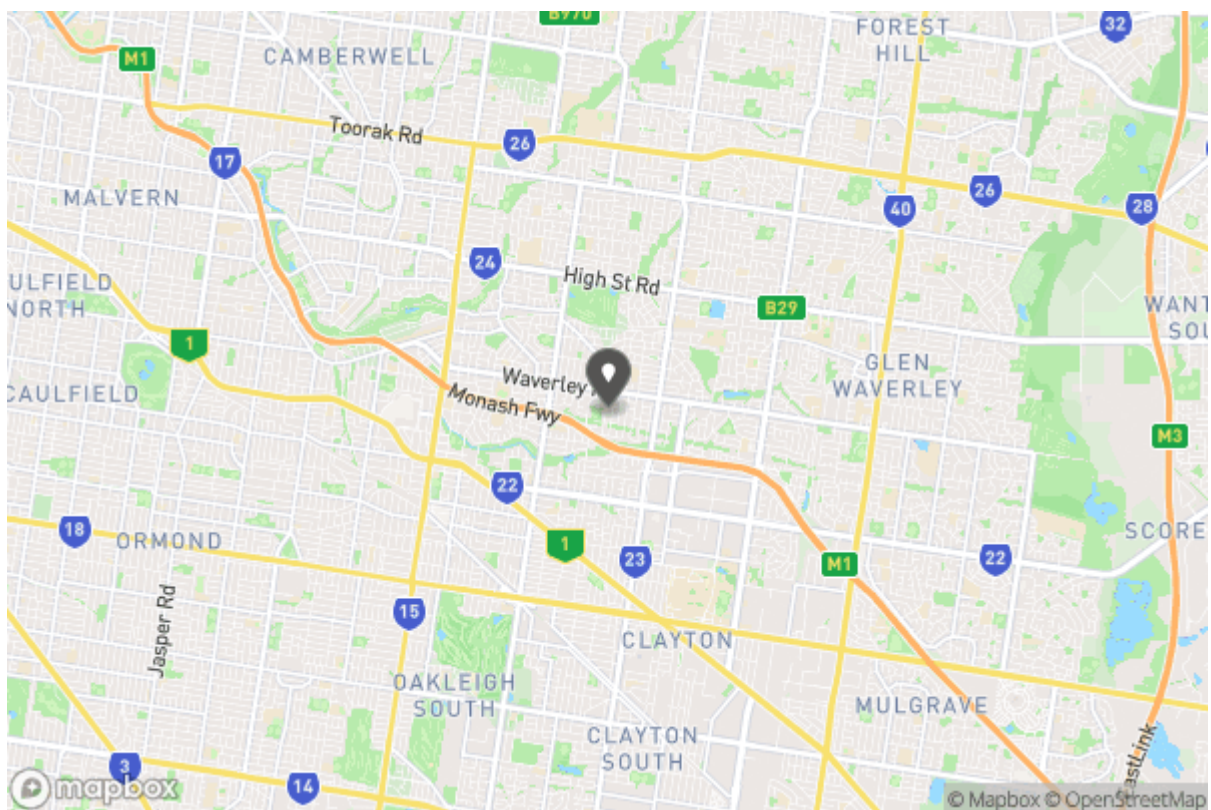 B970
FOREST
HILL
32
M1
CAMBERWELL
Toorak Rd
26
17
26
MALVERN
40
28
24
High St Rd
ULFIELD
NORTH
B29
WANT
SOU
1
GLEN
WAVERLEY
CAULFIELD
Waverley
Monash Fwy
M3
22
18
ORMOND
1
23
M1
22
SCORE
15
Jasper Rd
CLAYTON
OAKLEIGH
SOUTH
MULGRAVE
CLAYTON
SOUTH
3
14
astLink
mapbox
© Mapbox © OpenStreetMap